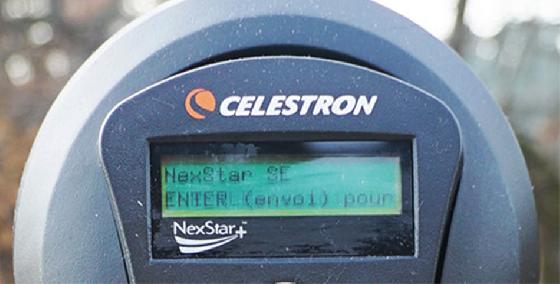 CELESTRON
NexStar SE
ENTER (envoi) pour
NexStar+